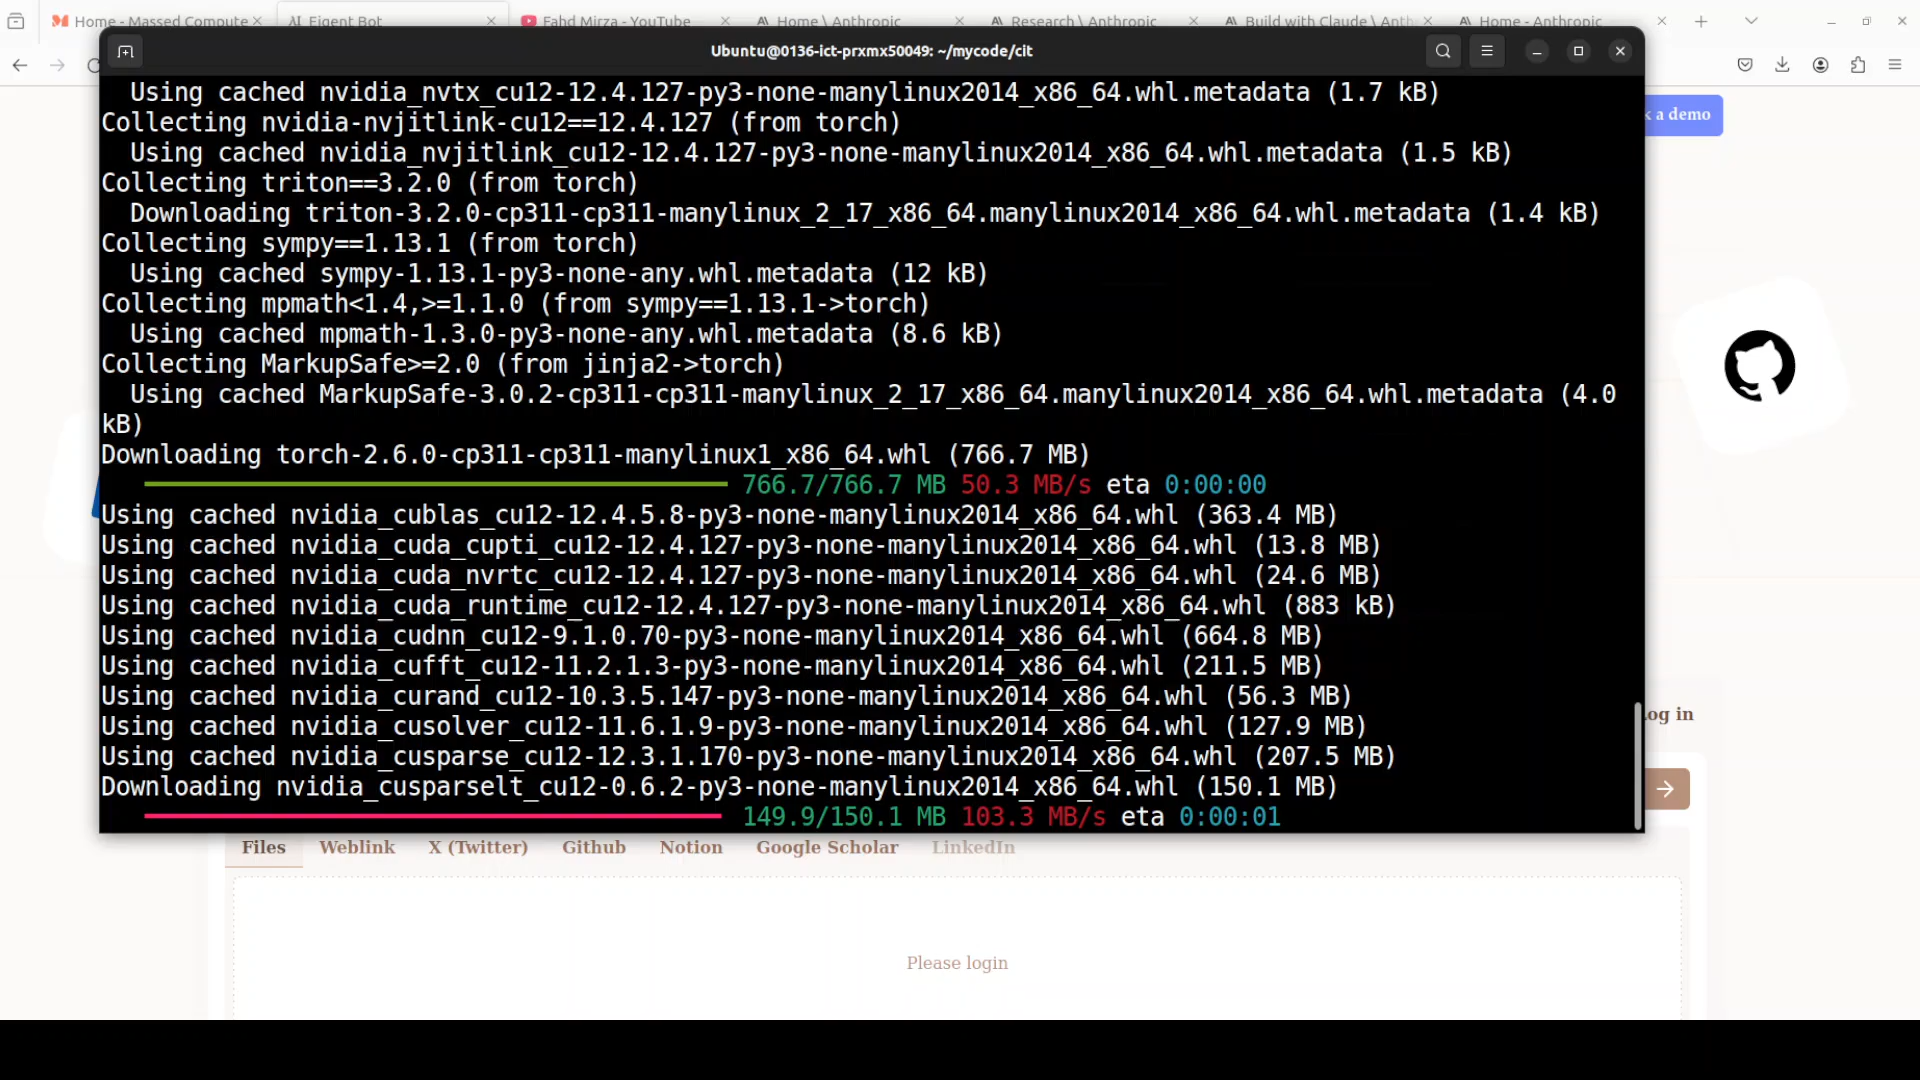 Home - Massed Compute
Eigent Bot
Fahd Mirza - YouTube
Home \ Anthropic
Research \ Anthropic
Build with Claude \ Anth
Home - Anthropic
Ubuntu@0136-ict-prxmx50049: ~/mycode/cit
k a demo
Using cached nvidia_nvtx_cu12-12.4.127-py3-none-manylinux2014_x86_64.whl.metadata (1.7 kB)
Collecting nvidia-nvjitlink-cu12==12.4.127 (from torch)
Using cached nvidia_nvjitlink_cu12-12.4.127-py3-none-manylinux2014_x86_64.whl.metadata (1.5 kB)
Collecting triton==3.2.0 (from torch)
Downloading triton-3.2.0-cp311-cp311-manylinux_2_17_x86_64.manylinux2014_x86_64.whl.metadata (1.4 kB)
Collecting sympy==1.13.1 (from torch)
Using cached sympy-1.13.1-py3-none-any.whl.metadata (12 kB)
Collecting mpmath<1.4,>=1.1.0 (from sympy==1.13.1->torch)
Using cached mpmath-1.3.0-py3-none-any.whl.metadata (8.6 kB)
Collecting MarkupSafe>=2.0 (from jinja2->torch)
Using cached MarkupSafe-3.0.2-cp311-cp311-manylinux_2_17_x86_64.manylinux2014_x86_64.whl.metadata (4.0
kB)
Downloading torch-2.6.0-cp311-cp311-manylinux1_x86_64.whl (766.7 MB)
766.7/766.7 MB 50.3 MB/s eta 0:00:00
Using cached nvidia_cublas_cu12-12.4.5.8-py3-none-manylinux2014_x86_64.whl (363.4 MB)
Using cached nvidia_cuda_cupti_cu12-12.4.127-py3-none-manylinux2014_x86_64.whl (13.8 MB)
Using cached nvidia_cuda_nvrtc_cu12-12.4.127-py3-none-manylinux2014_x86_64.whl (24.6 MB)
Using cached nvidia_cuda_runtime_cu12-12.4.127-py3-none-manylinux2014_x86_64.whl (883 kB)
Using cached nvidia_cudnn_cu12-9.1.0.70-py3-none-manylinux2014_x86_64.whl (664.8 MB)
Using cached nvidia_cufft_cu12-11.2.1.3-py3-none-manylinux2014_x86_64.whl (211.5 MB)
Using cached nvidia_curand_cu12-10.3.5.147-py3-none-manylinux2014_x86_64.whl (56.3 MB)
Using cached nvidia_cusolver_cu12-11.6.1.9-py3-none-manylinux2014_x86_64.whl (127.9 MB)
Using cached nvidia_cusparse_cu12-12.3.1.170-py3-none-manylinux2014_x86_64.whl (207.5 MB)
Downloading nvidia_cusparselt_cu12-0.6.2-py3-none-manylinux2014_x86_64.whl (150.1 MB)
149.9/150.1 MB 103.3 MB/s eta 0:00:01
og in
Files
Weblink
X (Twitter)
Github
Notion
Google Scholar
LinkedIn
Please login